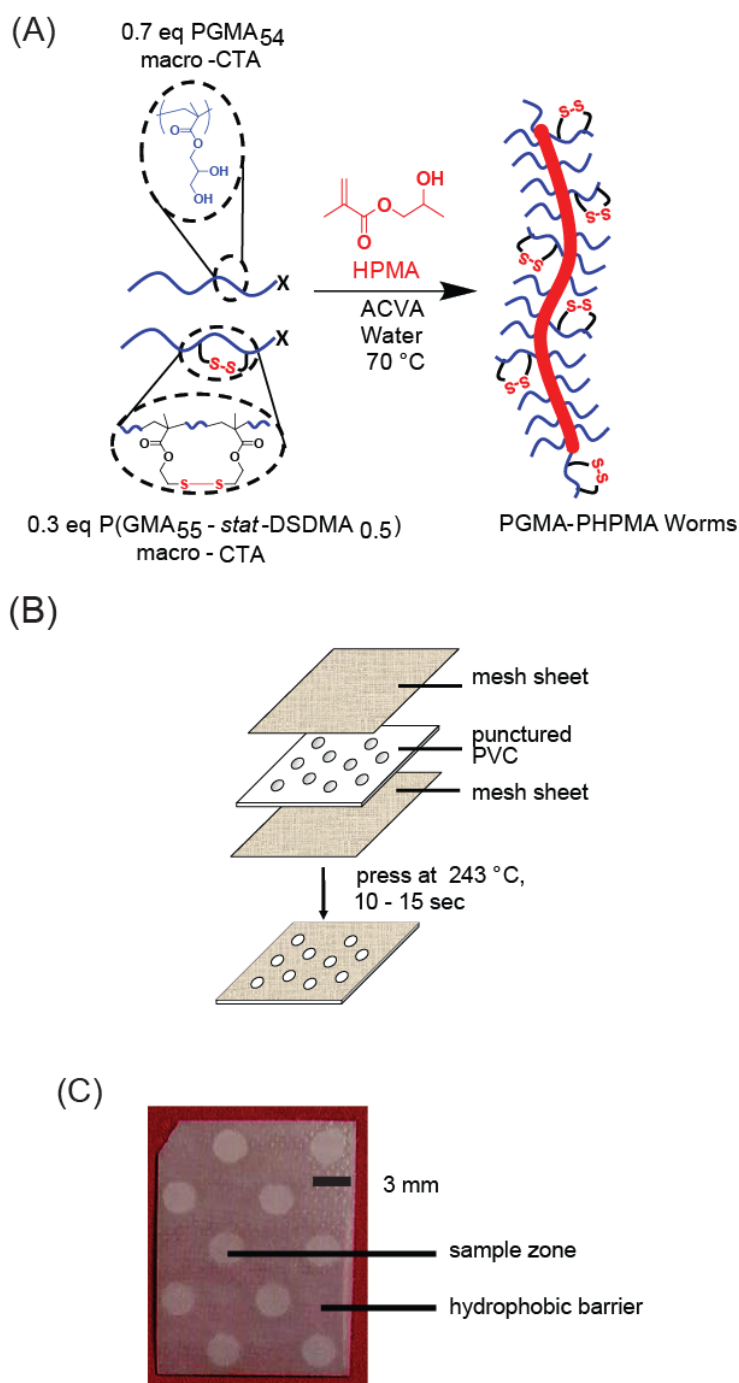 (A)
0.7 eq PGMA54
macro -CTA
O
O
OH
OH
X
X
S-S
O
O
O
O
S S
0.3 eq P(GMA55 - stat -DSDMA 0.5)
macro - CTA
OH
O
O
HPMA
ACVA
Water
70 °C
S-S
S-S
S-S
S-S
S-S
S-S
PGMA-PHPMA Worms
(B)
mesh sheet
punctured
PVC
mesh sheet
press at 243 °C,
10 - 15 sec
(C)
3 mm
sample zone
hydrophobic barrier